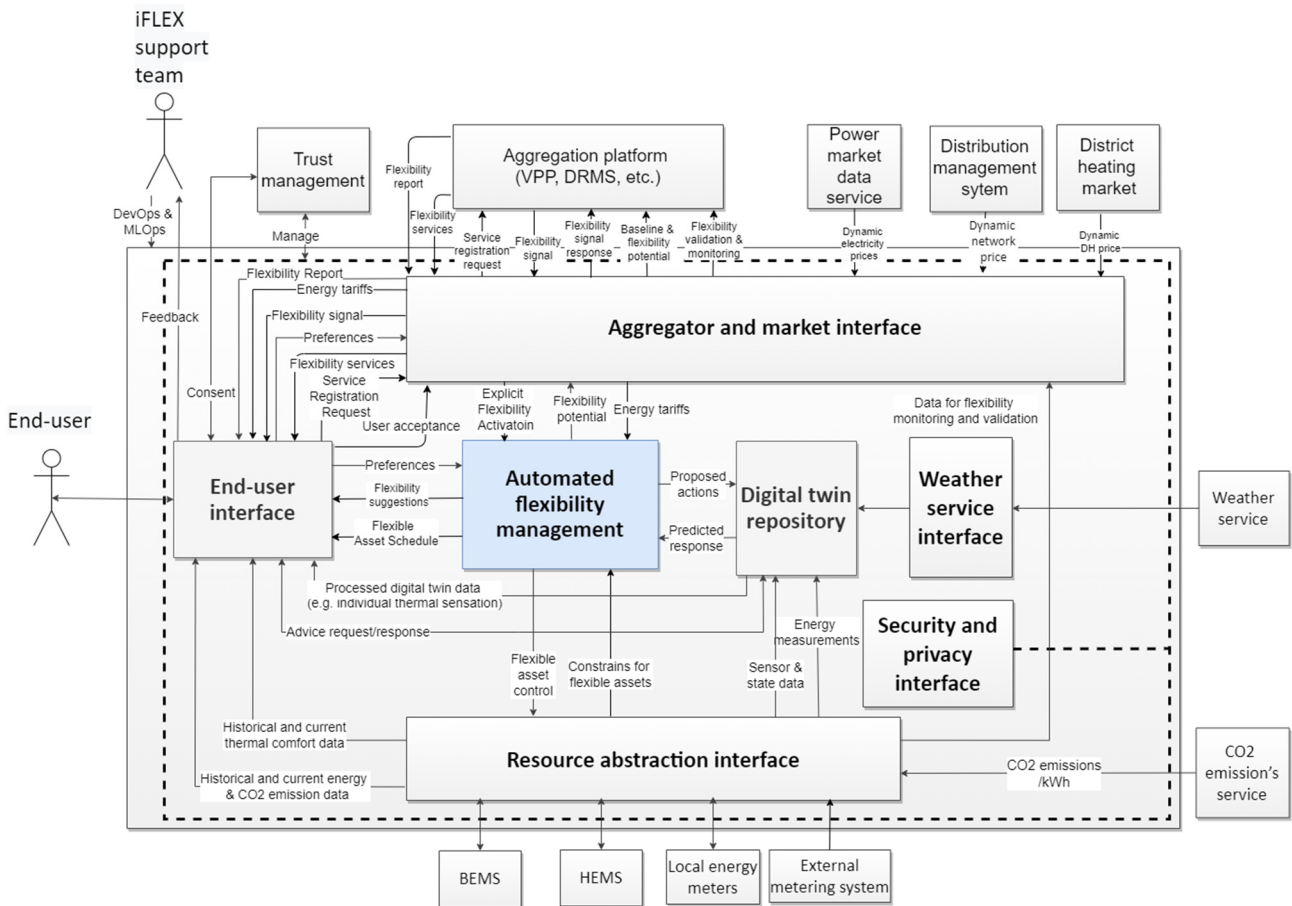 iFLEX
support
team
Trust
management
Aggregation platform
(VPP, DRMS, etc.)
Power
market
data
service
Distribution
management
sytem
District
heating
market
DevOps &
MLOps
Manage
Flexibility
report
Flexibility
services
Service
registration
request
Flexibility
signal
Flexibility
signal
response
Baseline &
flexibility
potential
Flexibility
validation &
monitoring
Dynamic
electricity
prices
Dynamic
network
price
Dynamic
DH price
Feedback
Consent
Flexibility Report
Energy tariffs
Flexibility signal
Preferences
Flexibility services
Service
Registration
Request
User acceptance
Aggregator and market interface
Explicit
Flexibility
Activatoin
Flexibility
potential
Energy tariffs
Data for flexibility
monitoring and validation
End-user
End-user
interface
Preferences
Flexibility
suggestions
Flexible
Asset Schedule
Automated
flexibility
management
Proposed
actions
Predicted
response
Digital twin
repository
Weather
service
interface
Weather
service
Processed digital twin data
(e.g. individual thermal sensation)
Advice request/response
Flexible
asset
control
Constrains for
flexible assets
Sensor &
state data
Energy
measurements
Security and
privacy
interface
Historical and current
thermal comfort data
Historical and current energy
& CO2 emission data
Resource abstraction interface
CO2 emissions
/kWh
CO2
emission's
service
BEMS
HEMS
Local energy
meters
External
metering system